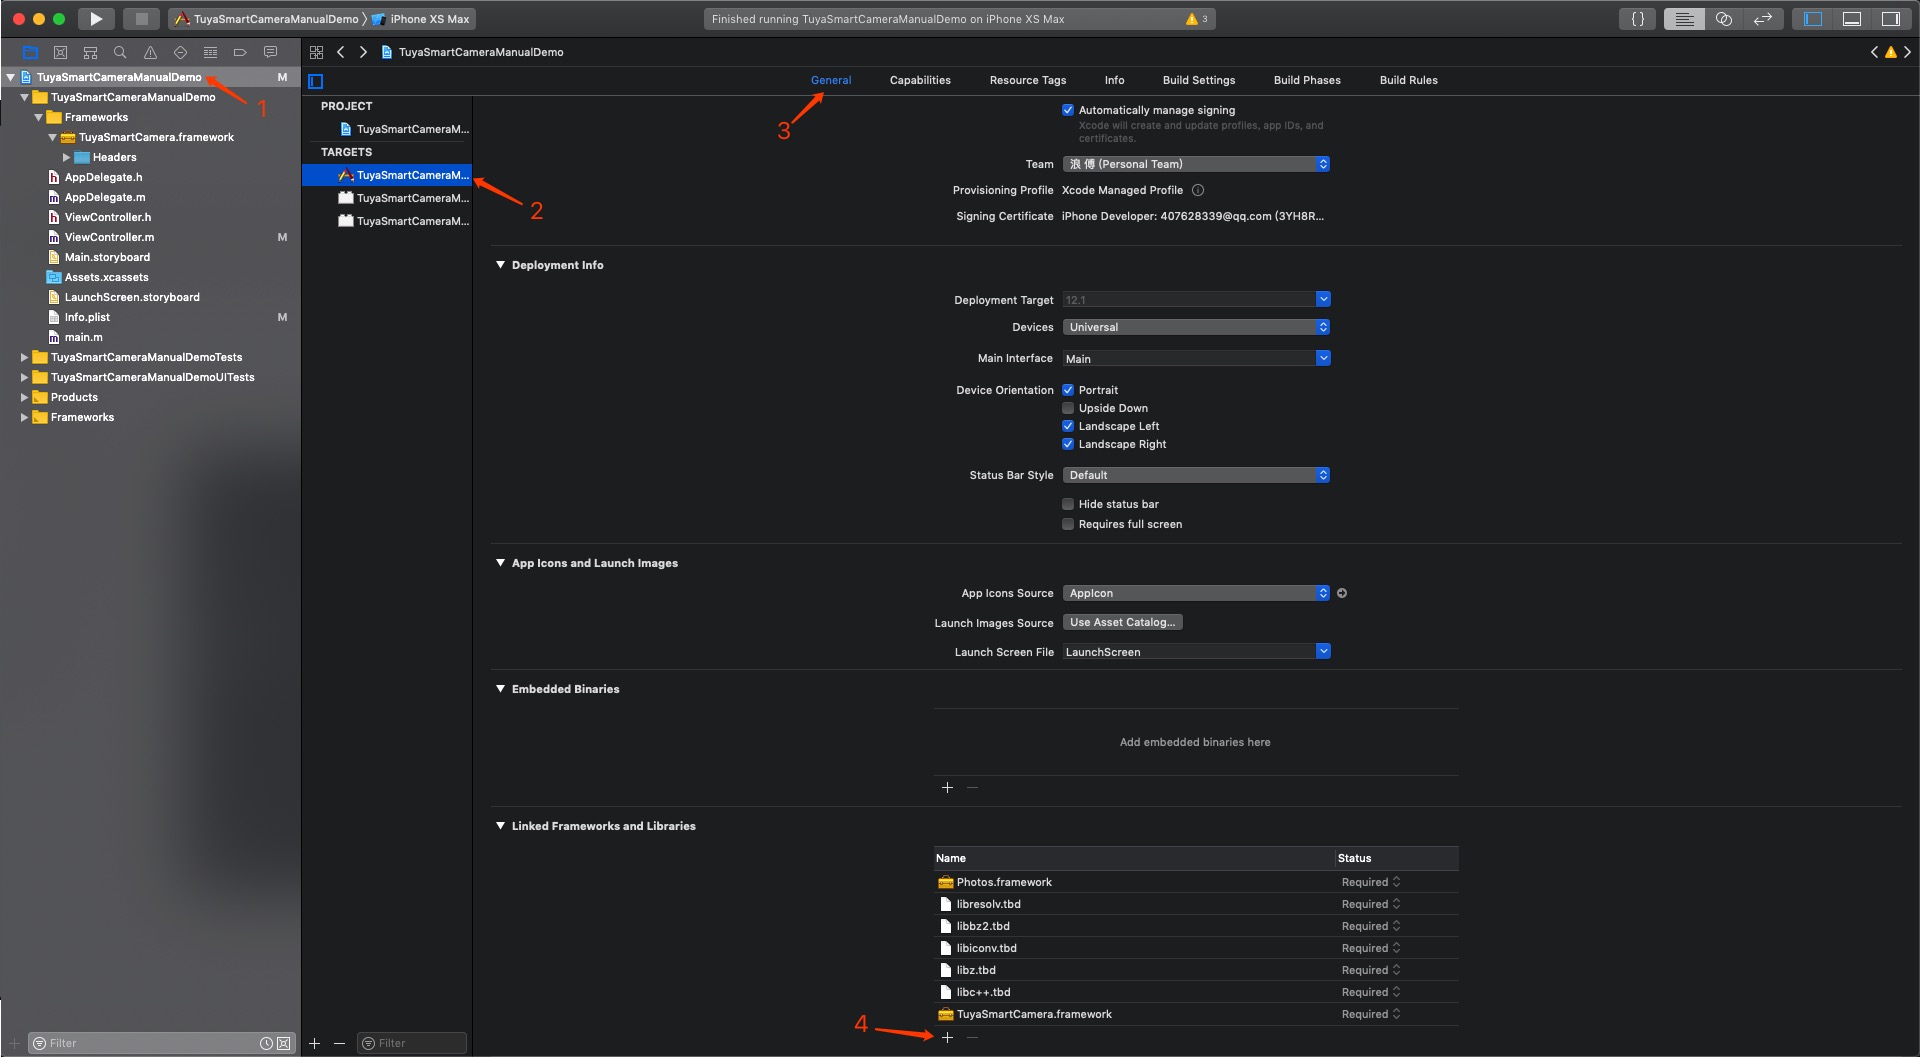 TuyaSmartCameraManualDemo iPhone XS Max
Finished running TuyaSmartCameraManualDemo on iPhone XS Max 3
{ }
TuyaSmartCameraManualDemo
TuyaSmartCameraManualDemo M
1
TuyaSmartCameraManualDemo
Frameworks
TuyaSmartCamera.framework
Headers
AppDelegate.h
AppDelegate.m
ViewController.h
ViewController.m M
Main.storyboard
Assets.xcassets
LaunchScreen.storyboard
Info.plist M
main.m
TuyaSmartCameraManualDemoTests
TuyaSmartCameraManualDemoUITests
Products
Frameworks
Filter
PROJECT
TuyaSmartCameraM...
TARGETS
TuyaSmartCameraM...
2
TuyaSmartCameraM...
TuyaSmartCameraM...
Filter
General Capabilities Resource Tags Info Build Settings Build Phases Build Rules
3
Automatically manage signing
Xcode will create and update profiles, app IDs, and
certificates.
Team 浪 傅 (Personal Team)
Provisioning Profile Xcode Managed Profile
Signing Certificate iPhone Developer: 407628339@qq.com (3YH8R...
Deployment Info
Deployment Target 12.1
Devices Universal
Main Interface Main
Device Orientation Portrait
Upside Down
Landscape Left
Landscape Right
Status Bar Style Default
Hide status bar
Requires full screen
App Icons and Launch Images
App Icons Source AppIcon
Launch Images Source Use Asset Catalog...
Launch Screen File LaunchScreen
Embedded Binaries
Add embedded binaries here
Linked Frameworks and Libraries
Name Status
Photos.framework Required
libresolv.tbd Required
libbz2.tbd Required
libiconv.tbd Required
libz.tbd Required
libc++.tbd Required
TuyaSmartCamera.framework Required
4